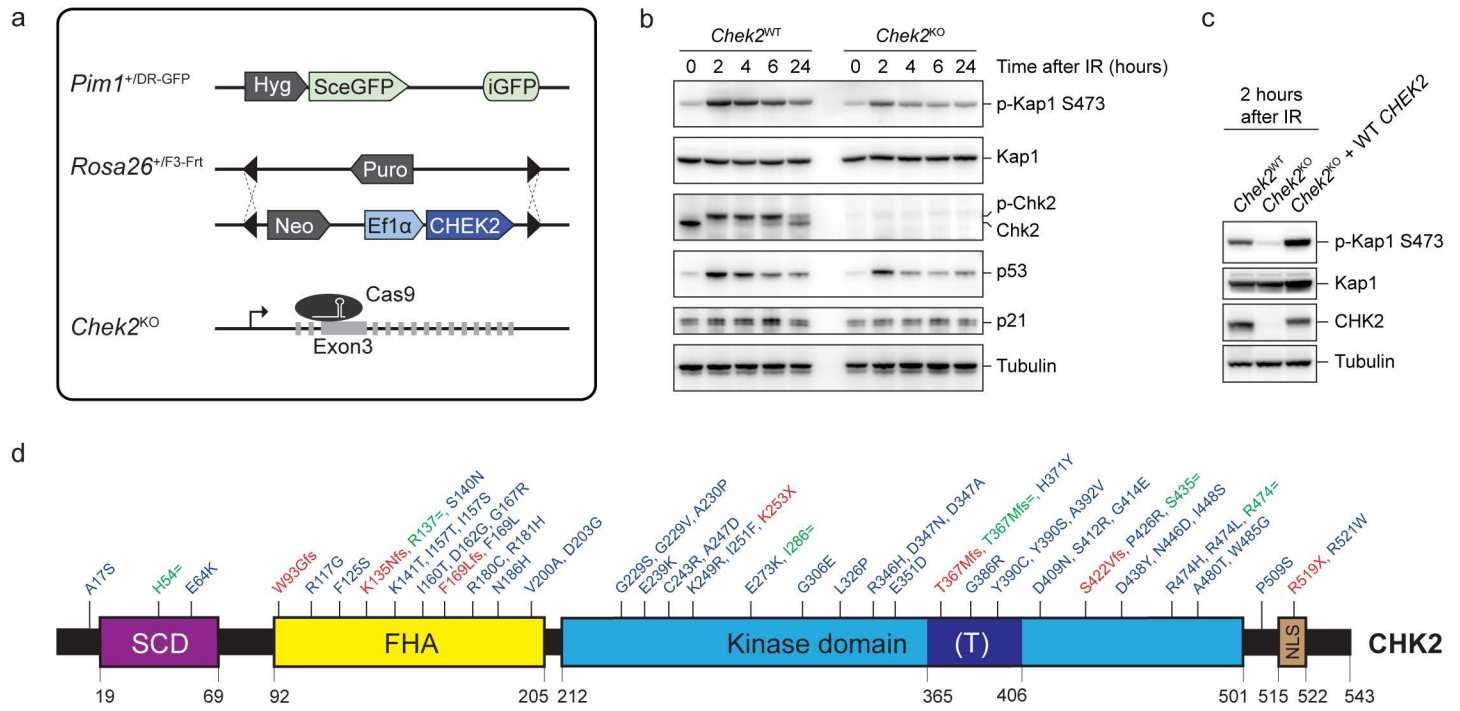 a
Pim1+/DR-GFP
Hyg
SceGFP
iGFP
Rosa26+/F3-Frt
Puro
Neo
Ef1α
CHEK2
Chek2KO
Cas9
Exon3
b
Chek2WT
Chek2KO
0 2 4 6 24 0 2 4 6 24 Time after IR (hours)
p-Kap1 S473
Kap1
p-Chk2
Chk2
p53
p21
Tubulin
c
2 hours
after IR
Chek2WT
Chek2KO
Chek2KO + WT CHEK2
p-Kap1 S473
Kap1
CHK2
Tubulin
d
A17S
H54=
E64K
W93Gfs
R117G
F125S
K135Nfs, R137=, S140N
K141T, I157T, I157S
I160T, D162G, G167R
F169Lfs, F169L
R180C, R181H
N186H
V200A, D203G
G229S, G229V, A230P
E239K
C243R, A247D
K249R, I251F, K253X
E273K, I286=
G306E
L326P
R346H, D347N, D347A
E351D
T367Mfs, T367Mfs=, H371Y
G386R
Y390C, Y390S, A392V
D409N, S412R, G414E
S422Vfs, P426R, S435=
D438Y, N446D, I448S
R474H, R474L, R474=
A480T, W485G
P509S
R519X, R521W
SCD
FHA
Kinase domain
(T)
NLS
CHK2
19 69 92 205 212 365 406 501 515 522 543